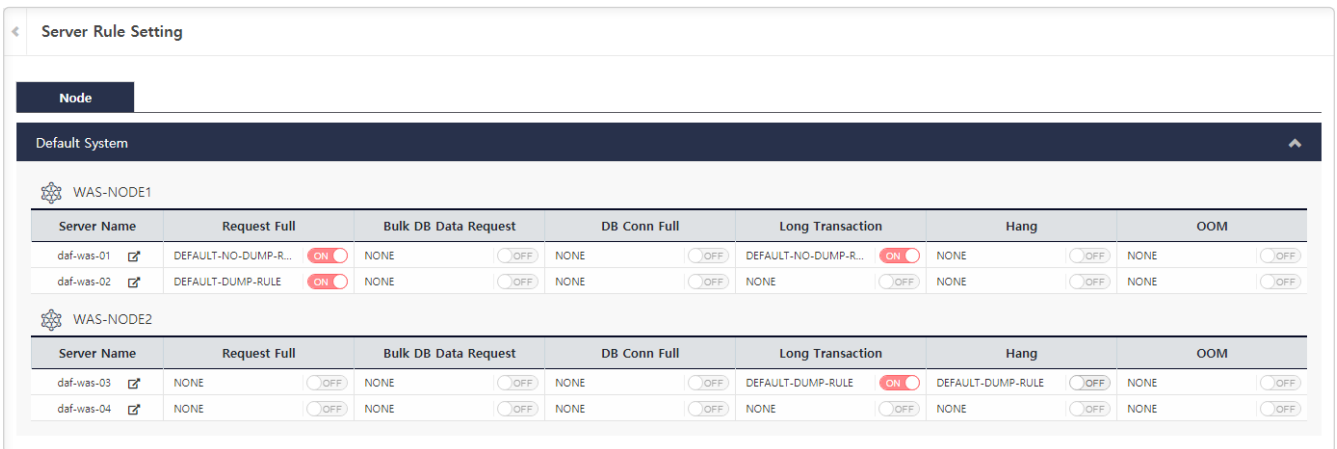 Server Rule Setting
Node
Default System
WAS-NODE1
Server Name Request Full Bulk DB Data Request DB Conn Full Long Transaction Hang OOM
daf-was-01 DEFAULT-NO-DUMP-R... ON NONE OFF NONE OFF DEFAULT-NO-DUMP-R... ON NONE OFF NONE OFF
daf-was-02 DEFAULT-DUMP-RULE ON NONE OFF NONE OFF NONE OFF NONE OFF NONE OFF
WAS-NODE2
Server Name Request Full Bulk DB Data Request DB Conn Full Long Transaction Hang OOM
daf-was-03 NONE OFF NONE OFF NONE OFF DEFAULT-DUMP-RULE ON DEFAULT-DUMP-RULE OFF NONE OFF
daf-was-04 NONE OFF NONE OFF NONE OFF NONE OFF NONE OFF NONE OFF